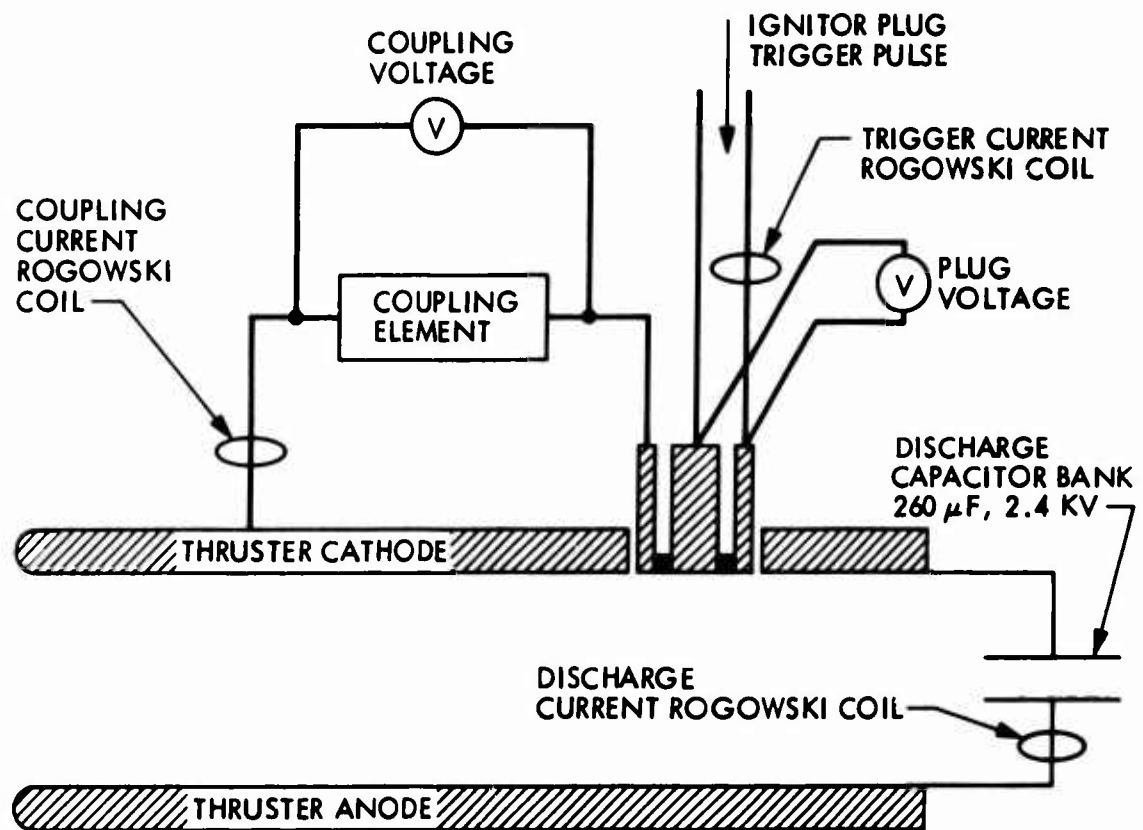 IGNITOR PLUG
TRIGGER PULSE
COUPLING
VOLTAGE
V
TRIGGER CURRENT
ROGOWSKI COIL
COUPLING
CURRENT
ROGOWSKI
COIL
PLUG
VOLTAGE
V
COUPLING
ELEMENT
DISCHARGE
CAPACITOR BANK
260 μF, 2.4 KV
THRUSTER CATHODE
DISCHARGE
CURRENT ROGOWSKI COIL
THRUSTER ANODE